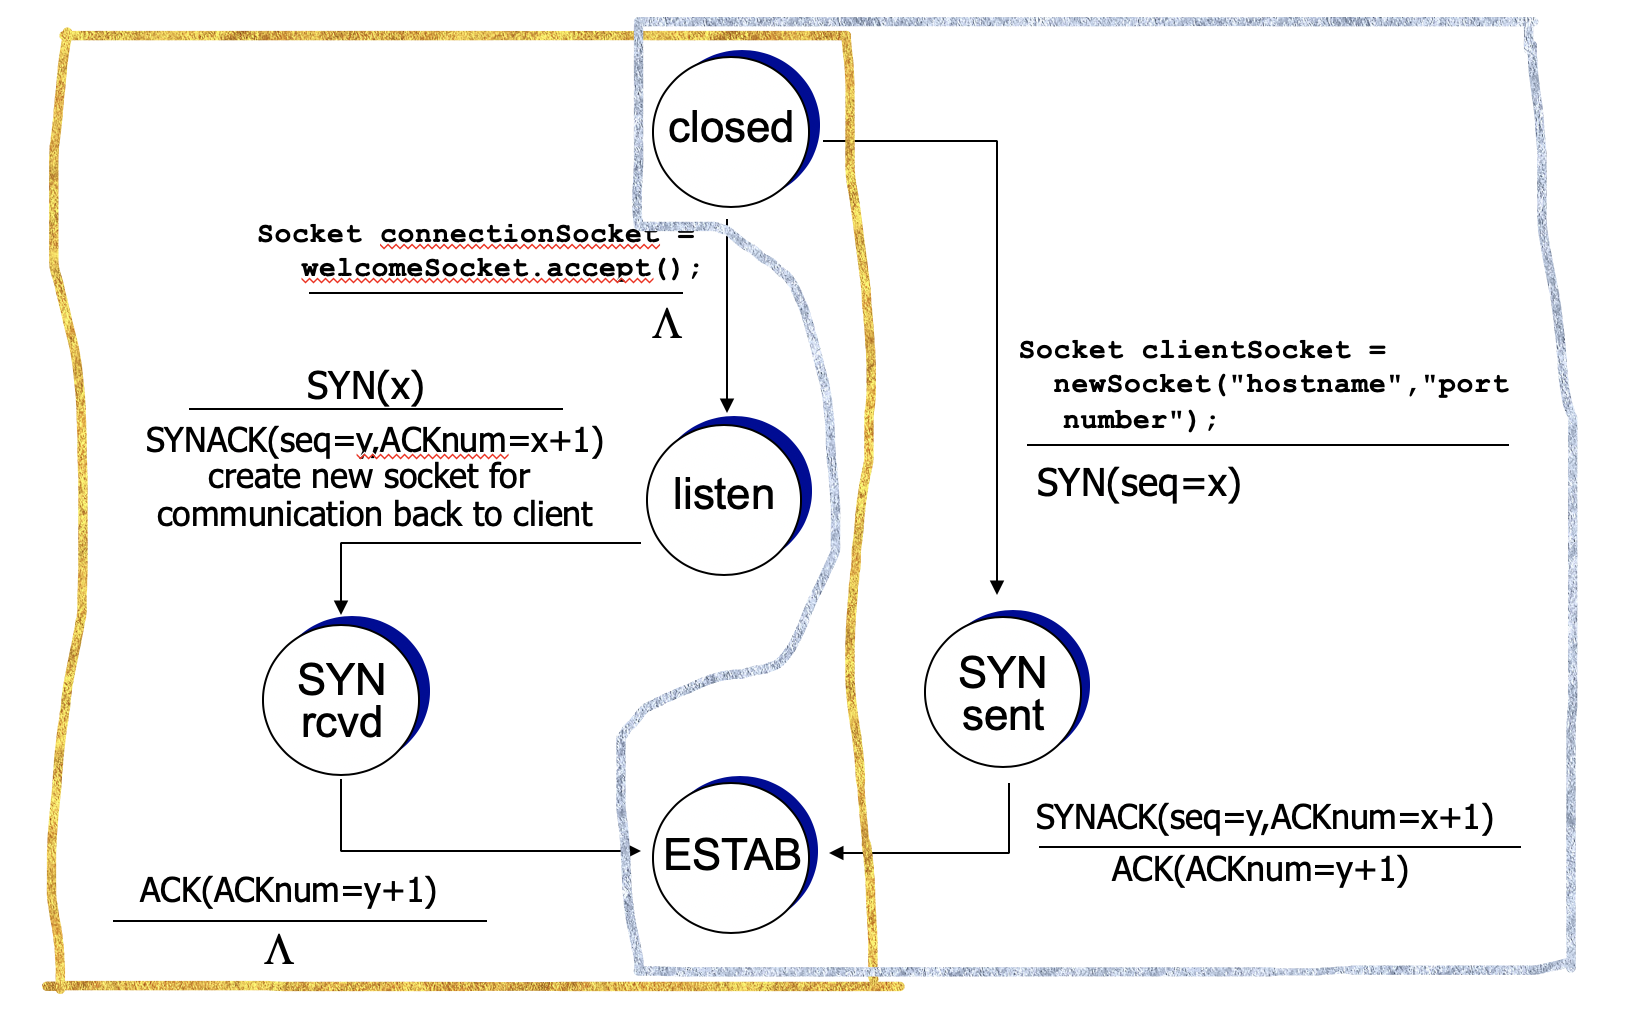 closed
Socket connectionSocket =
welcomeSocket.accept();
Λ
SYN(x)
SYNACK(seq=y,ACKnum=x+1)
create new socket for
communication back to client
listen
Socket clientSocket =
newSocket("hostname","port
number");
SYN(seq=x)
SYN
rcvd
SYN
sent
ESTAB
SYNACK(seq=y,ACKnum=x+1)
ACK(ACKnum=y+1)
ACK(ACKnum=y+1)
Λ